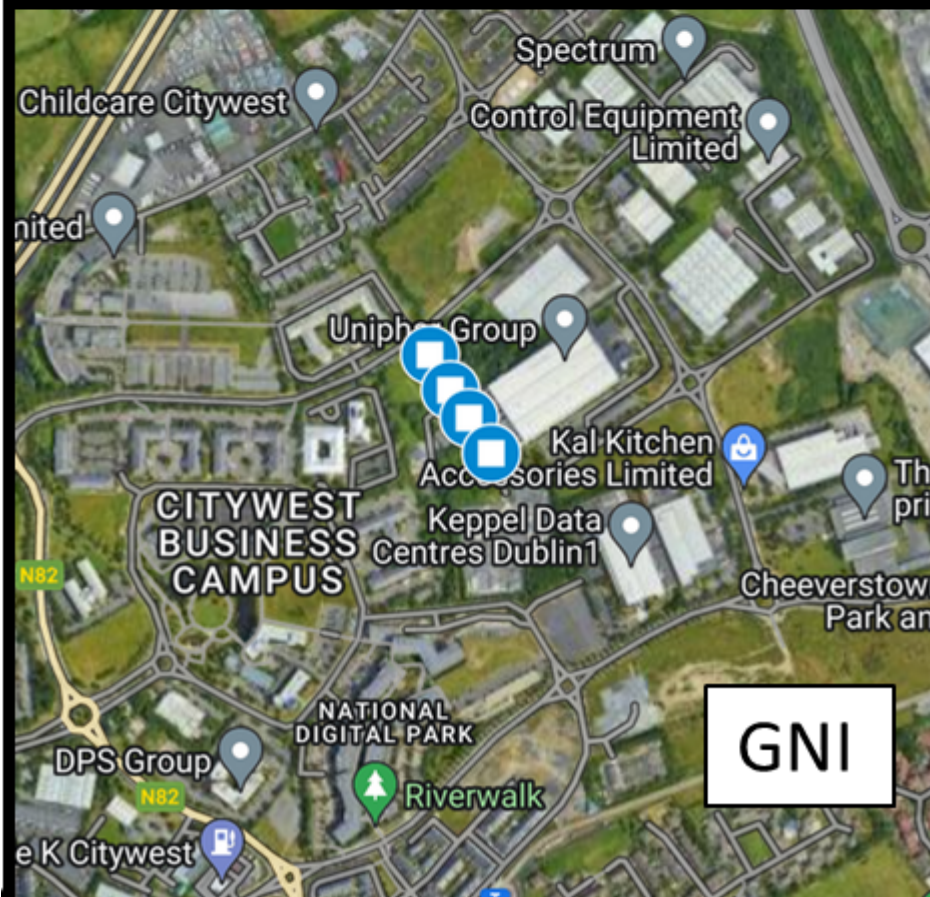 Spectrum
Childcare Citywest
Control Equipment
Limited
nited
Unipha Group
Kal Kitchen
Accessories Limited
Th
pri
CITYWEST
BUSINESS
CAMPUS
Keppel Data
Centres Dublin1
N82
Cheeverstow
Park an
NATIONAL
DIGITAL PARK
GNI
DPS Group
N82
Riverwalk
e K Citywest
T